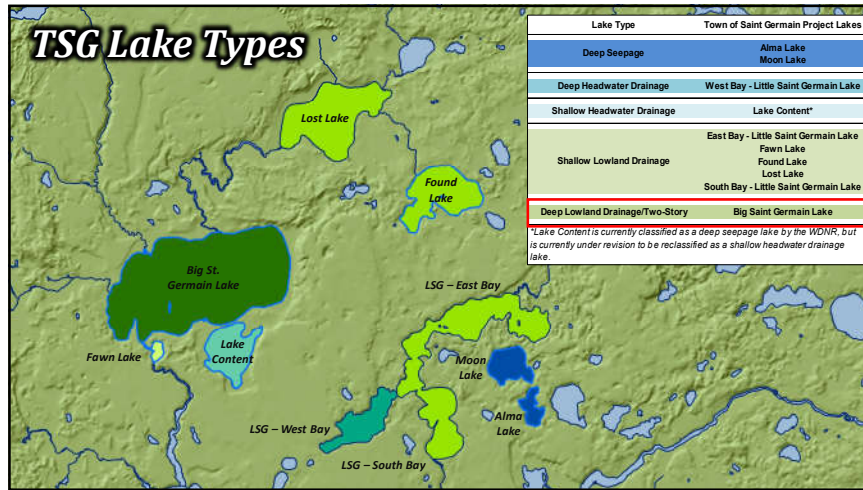 TSG Lake Types
Lake Type Town of Saint Germain Project Lakes
Deep Seepage Alma Lake
Moon Lake
Deep Headwater Drainage West Bay - Little Saint Germain Lake
Shallow Headwater Drainage Lake Content*
Shallow Lowland Drainage East Bay - Little Saint Germain Lake
Fawn Lake
Found Lake
Lost Lake
South Bay - Little Saint Germain Lake
Deep Lowland Drainage/Two-Story Big Saint Germain Lake
*Lake Content is currently classified as a deep seepage lake by the WDNR, but
is currently under revision to be reclassified as a shallow headwater drainage
lake.
Lost Lake
Found
Lake
Big St.
Germain Lake
LSG – East Bay
Fawn Lake
Lake
Content
Moon
Lake
Alma
Lake
LSG – West Bay
LSG – South Bay